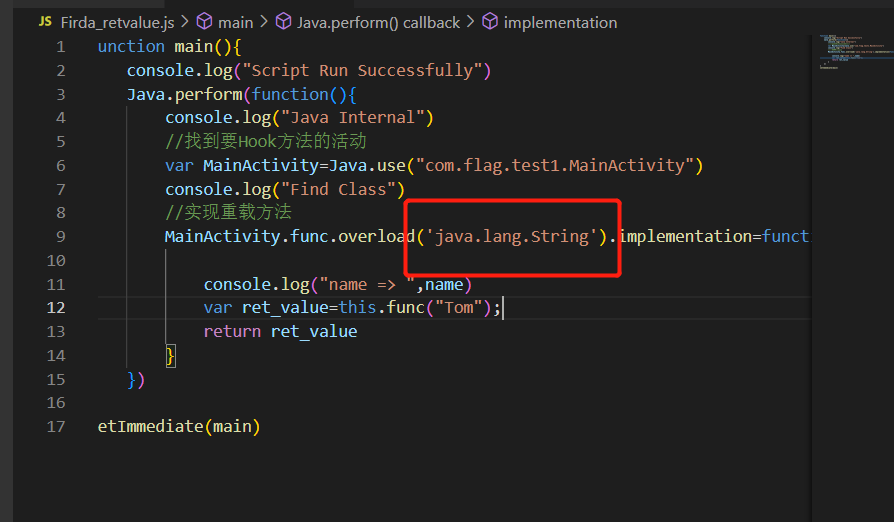 JS Firda_retvalue.js > main > Java.perform() callback > implementation
1 unction main(){
2 console.log("Script Run Successfully")
3 Java.perform(function(){
4 console.log("Java Internal")
5 //找到要Hook方法的活动
6 var MainActivity=Java.use("com.flag.test1.MainActivity")
7 console.log("Find Class")
8 //实现重载方法
9 MainActivity.func.overload('java.lang.String').implementation=funct
10
11 console.log("name => ",name)
12 var ret_value=this.func("Tom");
13 return ret_value
14 }
15 })
16
17 etImmediate(main)